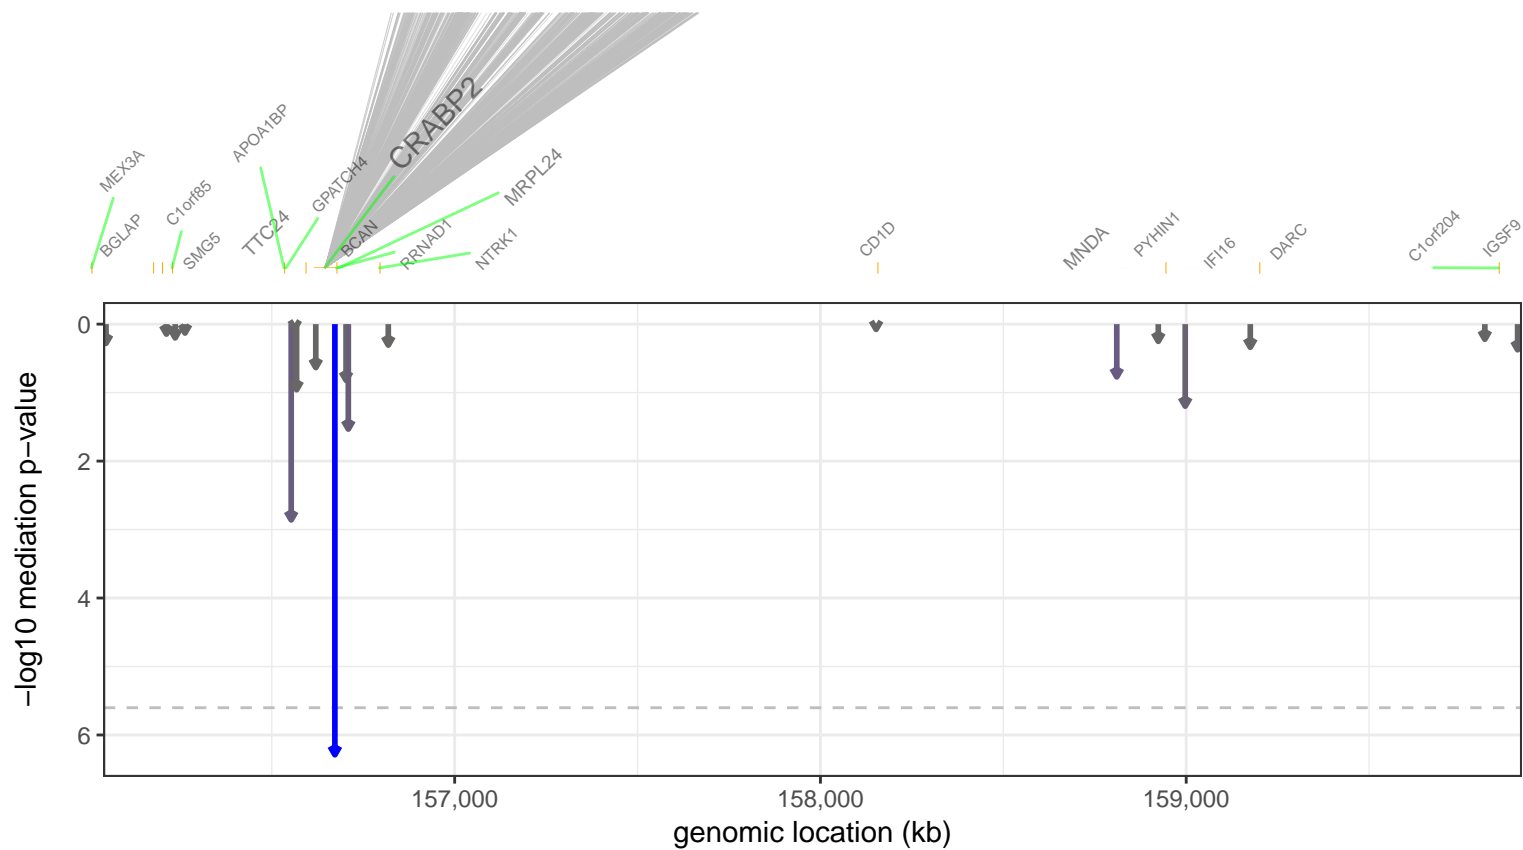 MEX3A
BGLAP
C1orf85
SMG5
APOA1BP
TTC24
GPATCH4
CRABP2
BCAN
RRNAD1
MRPL24
NTRK1
CD1D
MNDA
PYHIN1
IFI16
DARC
C1orf204
IGSF9
0
2
4
6
−log10 mediation p−value
157,000 158,000 159,000
genomic location (kb)